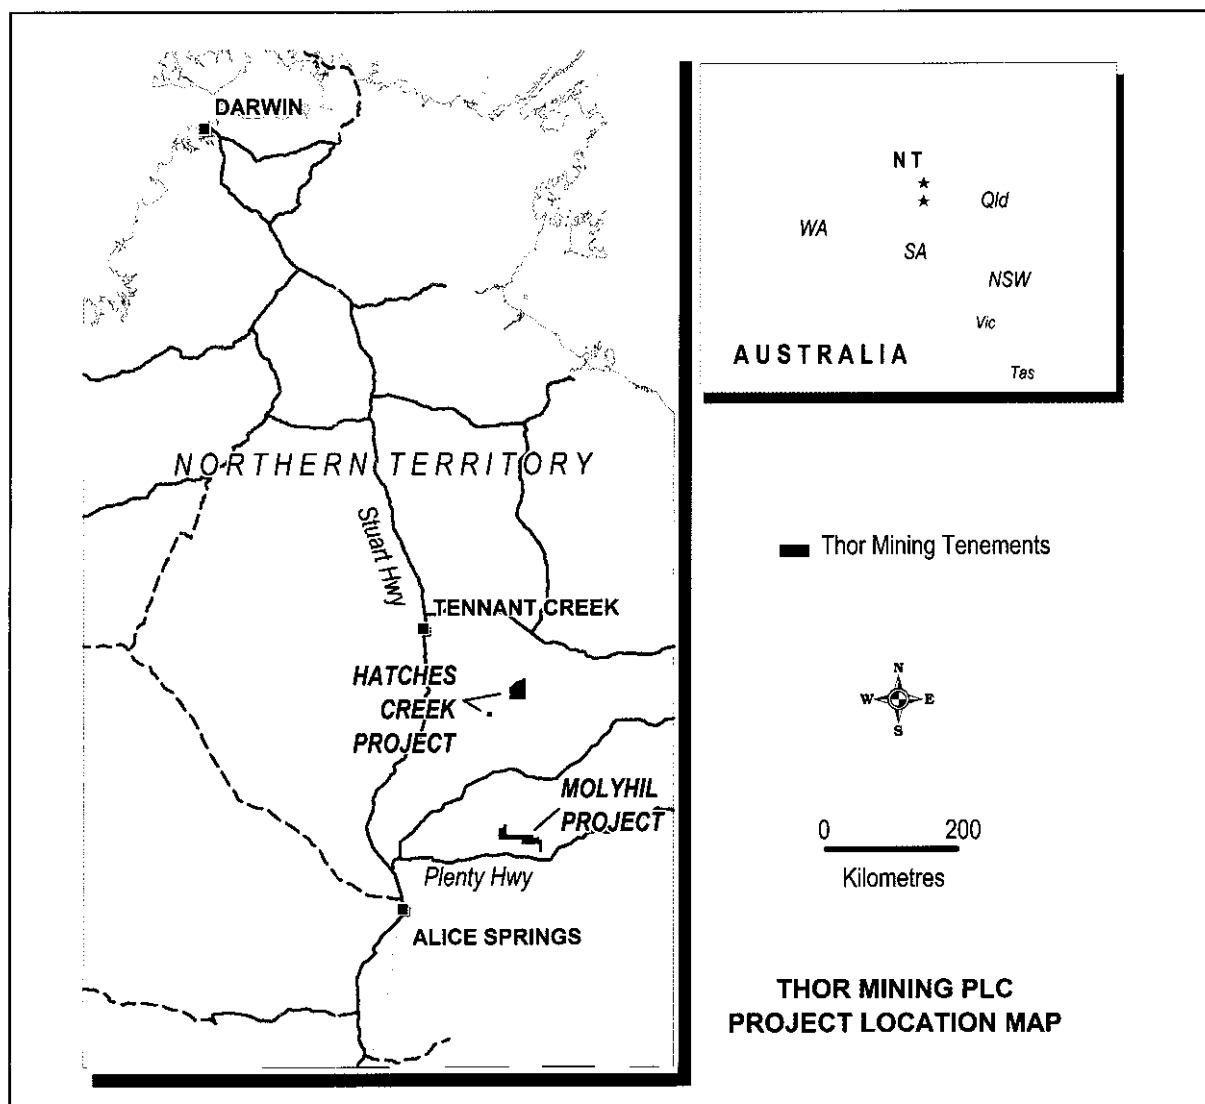 DARWIN
NORTHERN TERRITORY
Stuart Hwy
TENNANT CREEK
HATCHES
CREEK
PROJECT
MOLYHIL
PROJECT
Plenty Hwy
ALICE SPRINGS
NT
Qld
WA
SA
NSW
Vic
AUSTRALIA
Tas
Thor Mining Tenements
N
W E
S
0 200
Kilometres
THOR MINING PLC
PROJECT LOCATION MAP